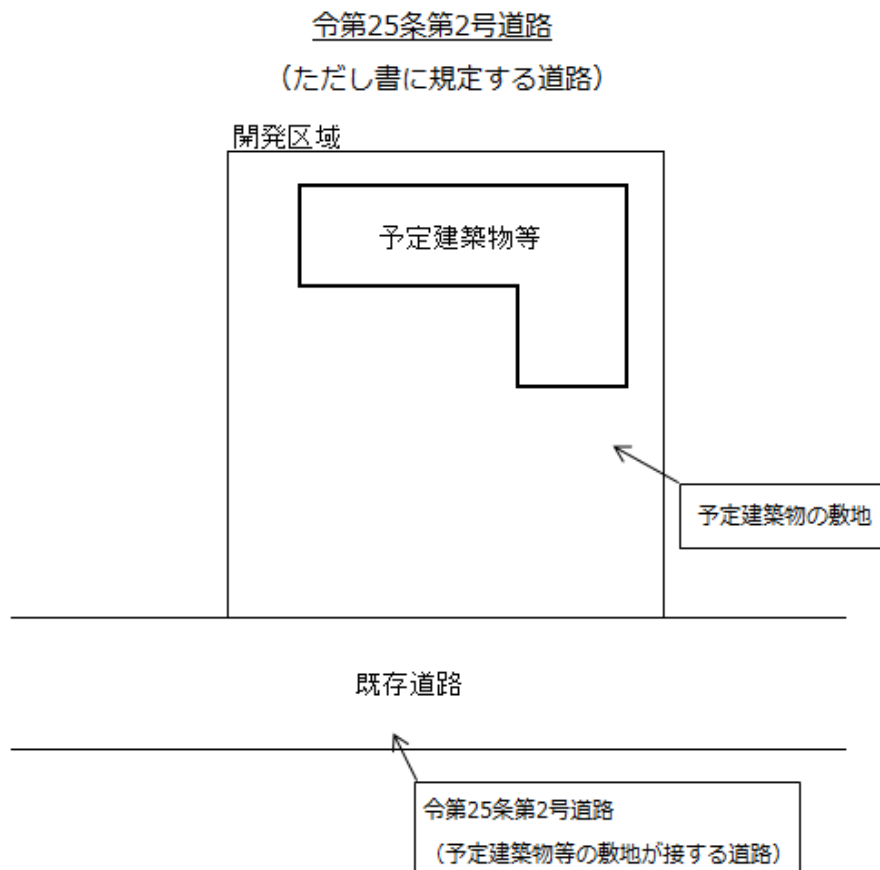 令第25条第2号道路
（ただし書に規定する道路）
開発区域
予定建築物等
予定建築物の敷地
既存道路
令第25条第2号道路
（予定建築物等の敷地が接する道路）